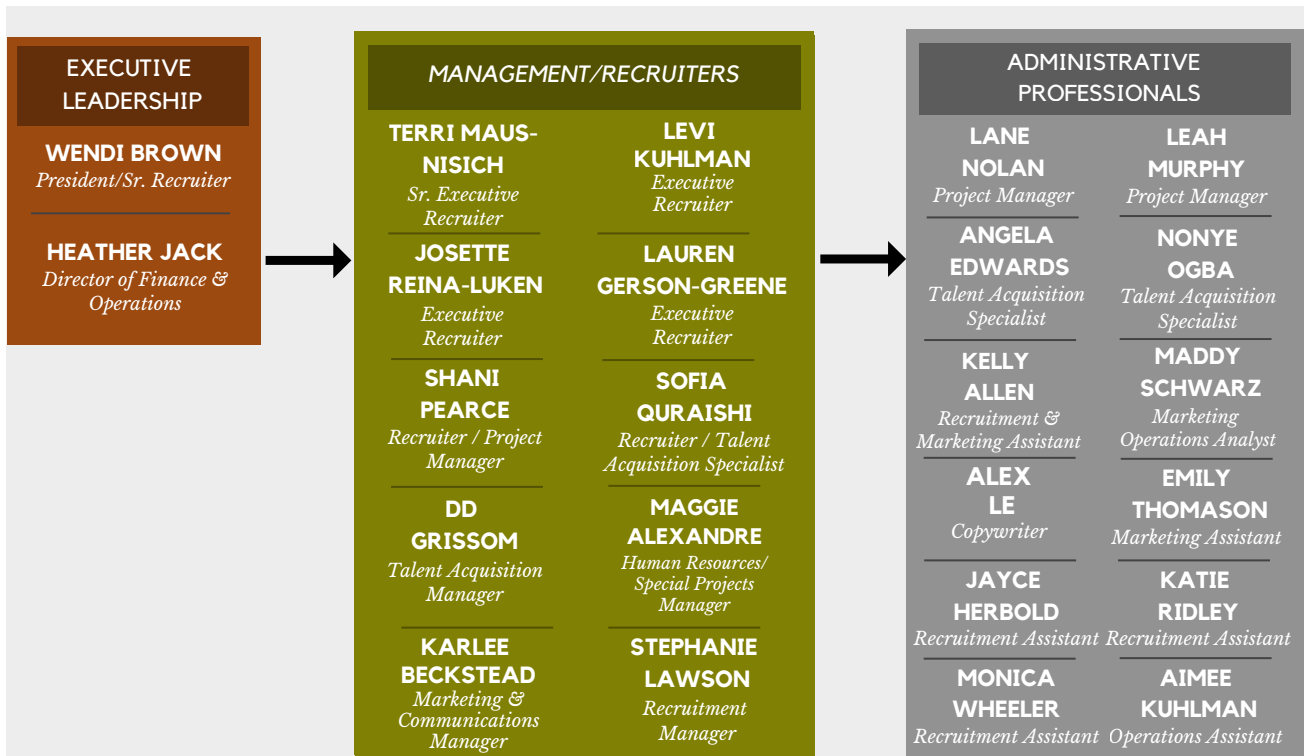 EXECUTIVE
LEADERSHIP
WENDI BROWN
President/Sr. Recruiter
HEATHER JACK
Director of Finance &
Operations
MANAGEMENT/RECRUITERS
TERRI MAUS-
NISICH
Sr. Executive
Recruiter
LEVI
KUHLMAN
Executive
Recruiter
JOSETTE
REINA-LUKEN
Executive
Recruiter
LAUREN
GERSON-GREENE
Executive
Recruiter
SHANI
PEARCE
Recruiter / Project
Manager
SOFIA
QURAISHI
Recruiter / Talent
Acquisition Specialist
DD
GRISSOM
Talent Acquisition
Manager
MAGGIE
ALEXANDRE
Human Resources/
Special Projects
Manager
KARLEE
BECKSTEAD
Marketing &
Communications
Manager
STEPHANIE
LAWSON
Recruitment
Manager
ADMINISTRATIVE
PROFESSIONALS
LANE
NOLAN
Project Manager
LEAH
MURPHY
Project Manager
ANGELA
EDWARDS
Talent Acquisition
Specialist
NONYE
OGBA
Talent Acquisition
Specialist
KELLY
ALLEN
Recruitment &
Marketing Assistant
MADDY
SCHWARZ
Marketing
Operations Analyst
ALEX
LE
Copywriter
EMILY
THOMASON
Marketing Assistant
JAYCE
HERBOLD
Recruitment Assistant
KATIE
RIDLEY
Recruitment Assistant
MONICA
WHEELER
Recruitment Assistant
AIMEE
KUHLMAN
Operations Assistant